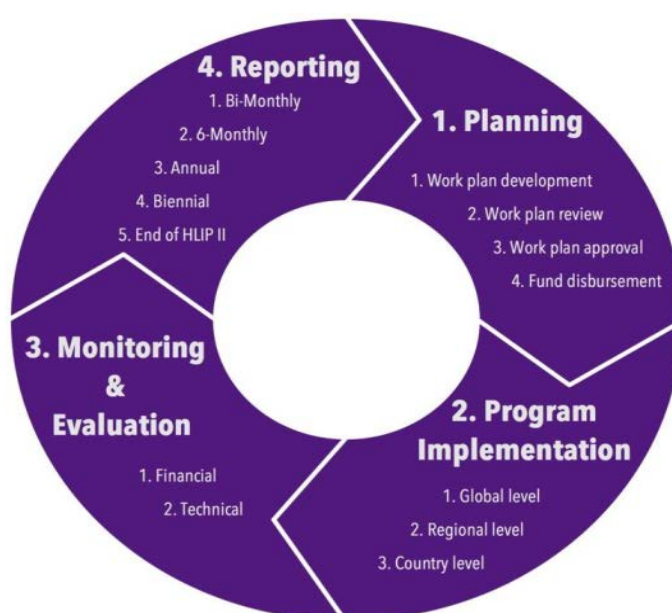 4. Reporting
1. Bi-Monthly
2. 6-Monthly
3. Annual
4. Biennial
5. End of HLIP II
1. Planning
1. Work plan development
2. Work plan review
3. Work plan approval
4. Fund disbursement
2. Program
Implementation
1. Global level
2. Regional level
3. Country level
3. Monitoring
&
Evaluation
1. Financial
2. Technical